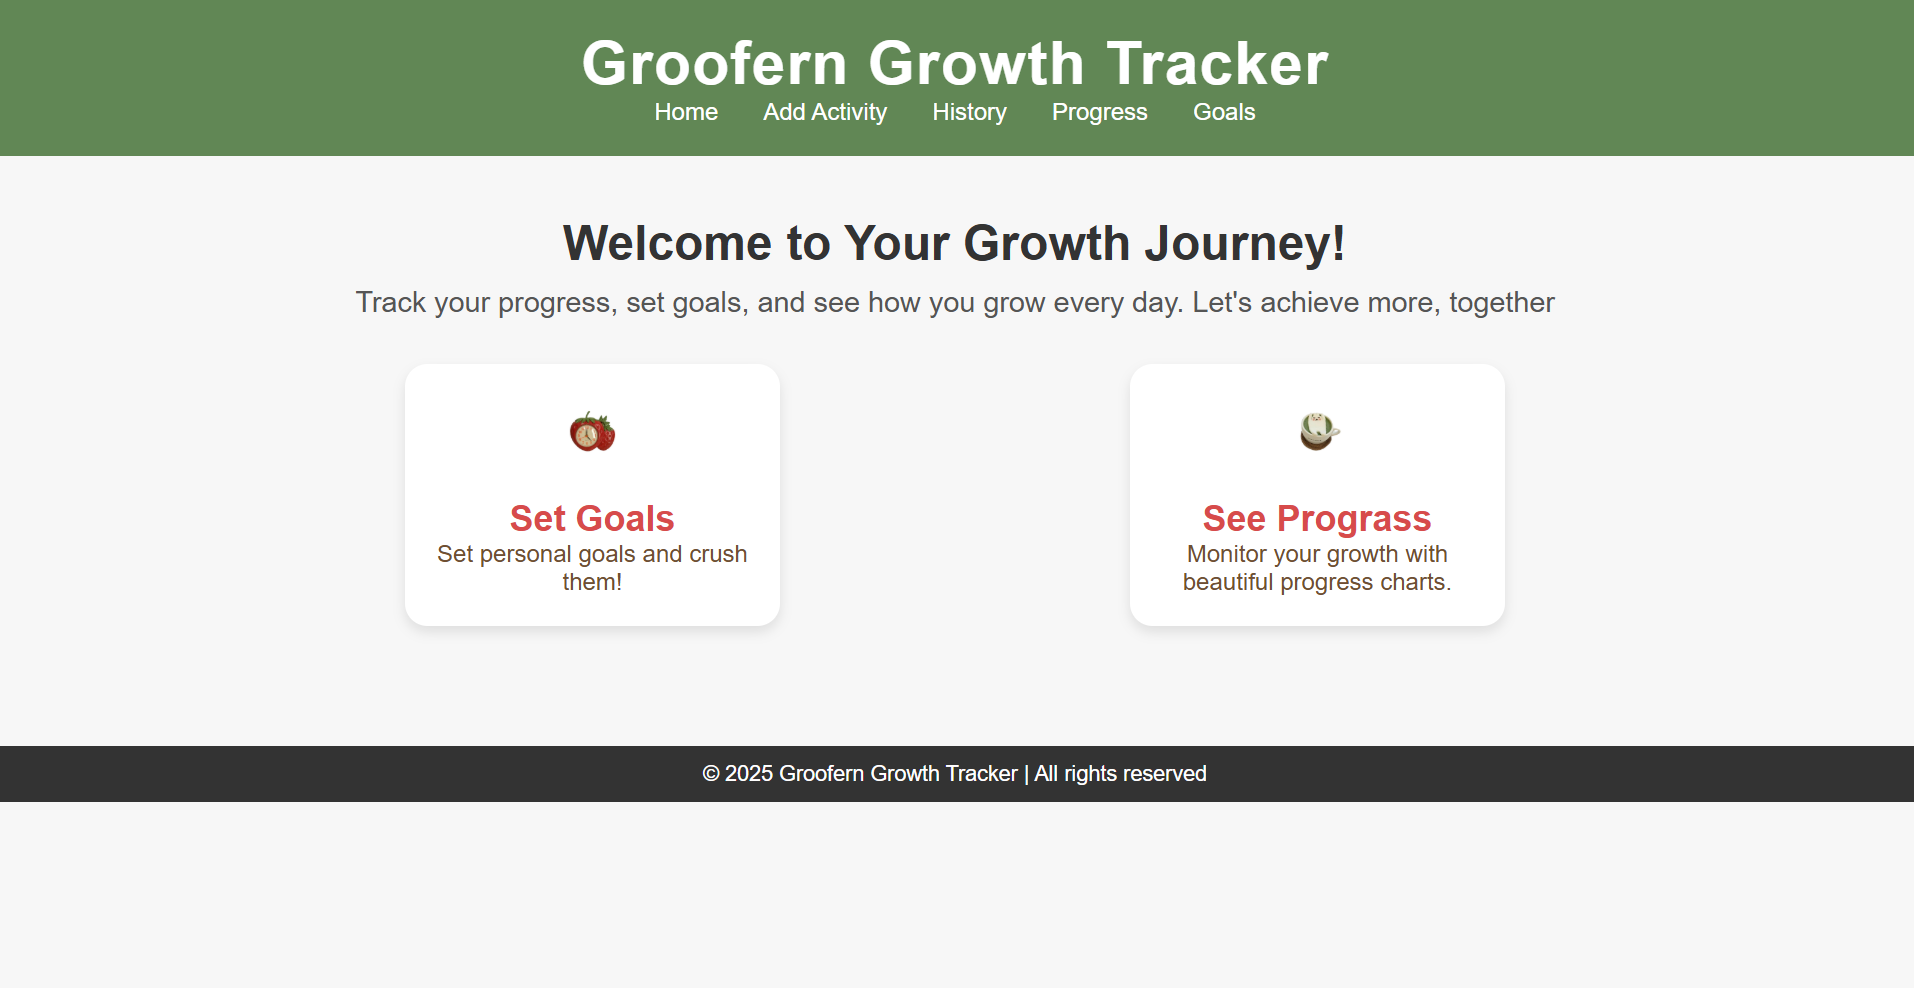 Groofern Growth Tracker
Home Add Activity History Progress Goals
Welcome to Your Growth Journey!
Track your progress, set goals, and see how you grow every day. Let's achieve more, together
Set Goals
Set personal goals and crush
them!
See Prograss
Monitor your growth with
beautiful progress charts.
© 2025 Groofern Growth Tracker | All rights reserved